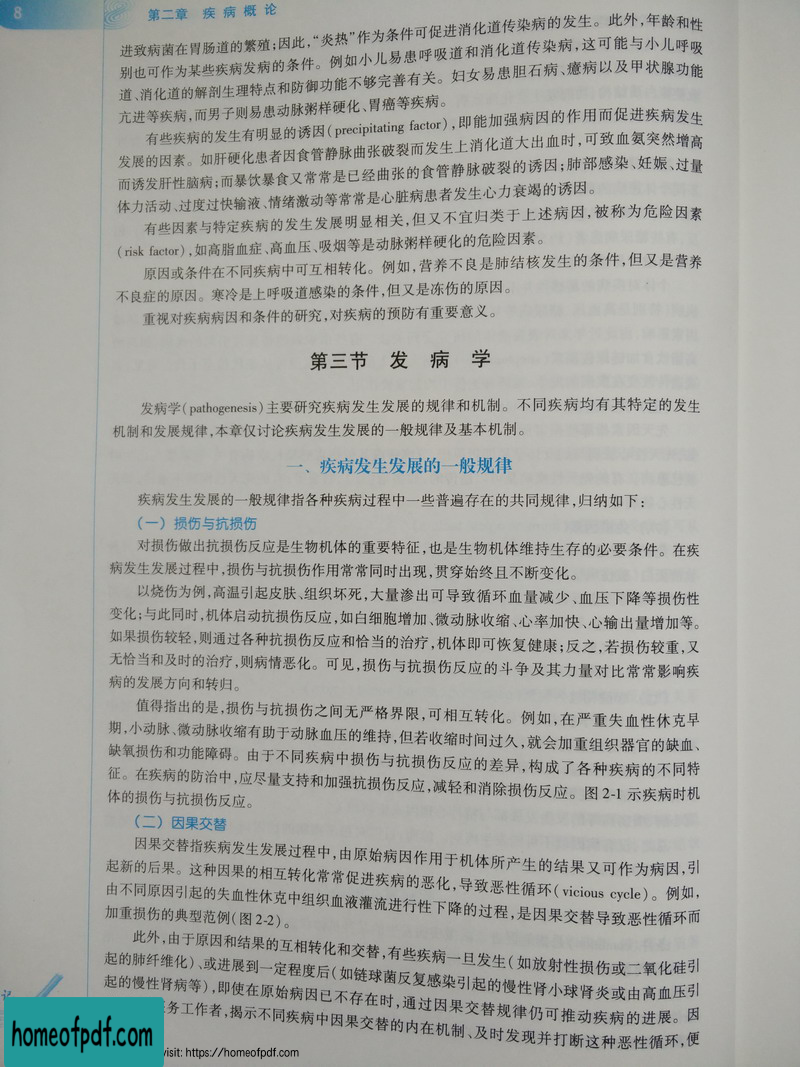 8
第二章 疾病概论
进致病菌在胃肠道的繁殖;因此,“炎热”作为条件可促进消化道传染病的发生。此外,年龄和性
别也可作为某些疾病发病的条件。例如小儿易患呼吸道和消化道传染病,这可能与小儿呼吸
道、消化道的解剖生理特点和防御功能不够完善有关。妇女易患胆石病、癔病以及甲状腺功能
亢进等疾病,而男子则易患动脉粥样硬化、胃癌等疾病。
有些疾病的发生有明显的诱因(precipitating factor),即能加强病因的作用而促进疾病发生
发展的因素。如肝硬化患者因食管静脉曲张破裂而发生上消化道大出血时,可致血氨突然增高
而诱发肝性脑病;而暴饮暴食又常常是已经曲张的食管静脉破裂的诱因;肺部感染、妊娠、过量
体力活动、过度过快输液、情绪激动等常常是心脏病患者发生心力衰竭的诱因。
有些因素与特定疾病的发生发展明显相关,但又不宜归类于上述病因,被称为危险因素
(risk factor),如高脂血症、高血压、吸烟等是动脉粥样硬化的危险因素。
原因或条件在不同疾病中可互相转化。例如,营养不良是肺结核发生的条件,但又是营养
不良症的原因。寒冷是上呼吸道感染的条件,但又是冻伤的原因。
重视对疾病病因和条件的研究,对疾病的预防有重要意义。
第三节 发病学
发病学(pathogenesis)主要研究疾病发生发展的规律和机制。不同疾病均有其特定的发生
机制和发展规律,本章仅讨论疾病发生发展的一般规律及基本机制。
一、疾病发生发展的一般规律
疾病发生发展的一般规律指各种疾病过程中一些普遍存在的共同规律,归纳如下:
(一)损伤与抗损伤
对损伤做出抗损伤反应是生物机体的重要特征,也是生物机体维持生存的必要条件。在疾
病发生发展过程中,损伤与抗损伤作用常常同时出现,贯穿始终且不断变化。
以烧伤为例,高温引起皮肤、组织坏死,大量渗出可导致循环血量减少、血压下降等损伤性
变化;与此同时,机体启动抗损伤反应,如白细胞增加、微动脉收缩、心率加快、心输出量增加等。
如果损伤较轻,则通过各种抗损伤反应和恰当的治疗,机体即可恢复健康;反之,若损伤较重,又
无恰当和及时的治疗,则病情恶化。可见,损伤与抗损伤反应的斗争及其力量对比常常影响疾
病的发展方向和转归。
值得指出的是,损伤与抗损伤之间无严格界限,可相互转化。例如,在严重失血性休克早
期,小动脉、微动脉收缩有助于动脉血压的维持,但若收缩时间过久,就会加重组织器官的缺血、
缺氧损伤和功能障碍。由于不同疾病中损伤与抗损伤反应的差异,构成了各种疾病的不同特
征。在疾病的防治中,应尽量支持和加强抗损伤反应,减轻和消除损伤反应。图2-1示疾病时机
体的损伤与抗损伤反应。
(二)因果交替
因果交替指疾病发生发展过程中,由原始病因作用于机体所产生的结果又可作为病因,引
起新的后果。这种因果的相互转化常常促进疾病的恶化,导致恶性循环(vicious cycle)。例如,
由不同原因引起的失血性休克中组织血液灌流进行性下降的过程,是因果交替导致恶性循环而
加重损伤的典型范例(图2-2)。
此外,由于原因和结果的互相转化和交替,有些疾病一旦发生(如放射性损伤或二氧化硅引
起的肺纤维化)、或进展到一定程度后(如链球菌反复感染引起的慢性肾小球肾炎或由高血压引
起的慢性肾病等),即使在原始病因已不存在时,通过因果交替规律仍可推动疾病的进展。因
务工作者,揭示不同疾病中因果交替的内在机制、及时发现并打断这种恶性循环,便
homeofpdf.com
visit: https://homeofpdf.com